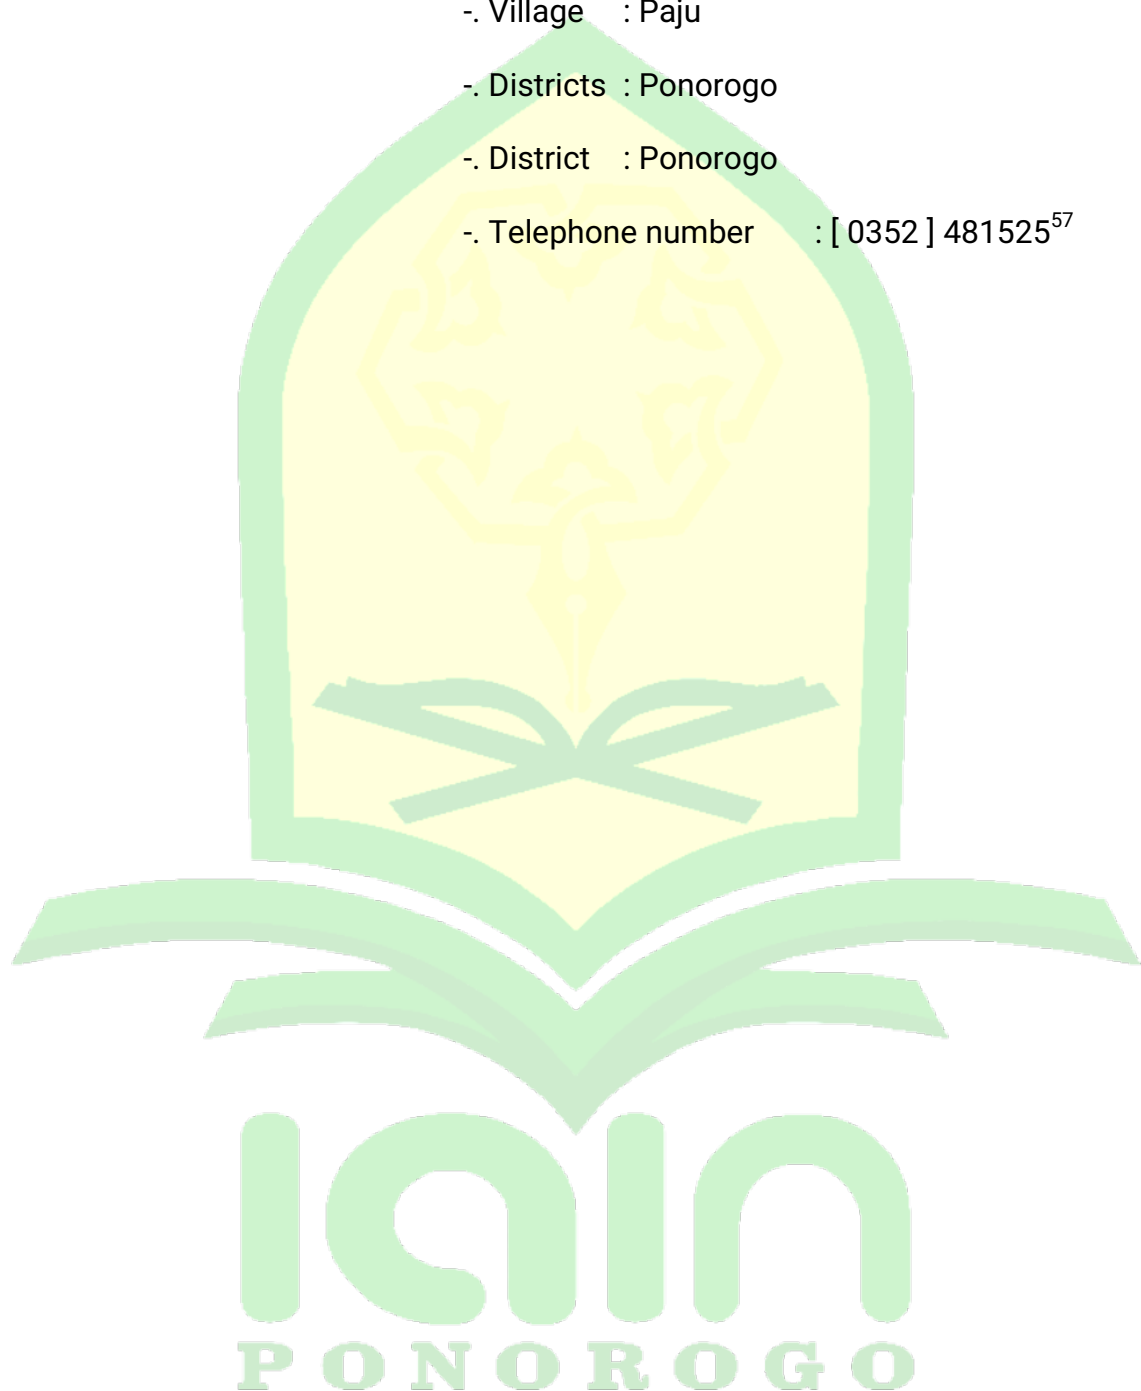 -. Village : Paju
-. Districts : Ponorogo
-. District : Ponorogo
-. Telephone number : [ 0352 ] 481525⁵⁷
iain
PONOROGO